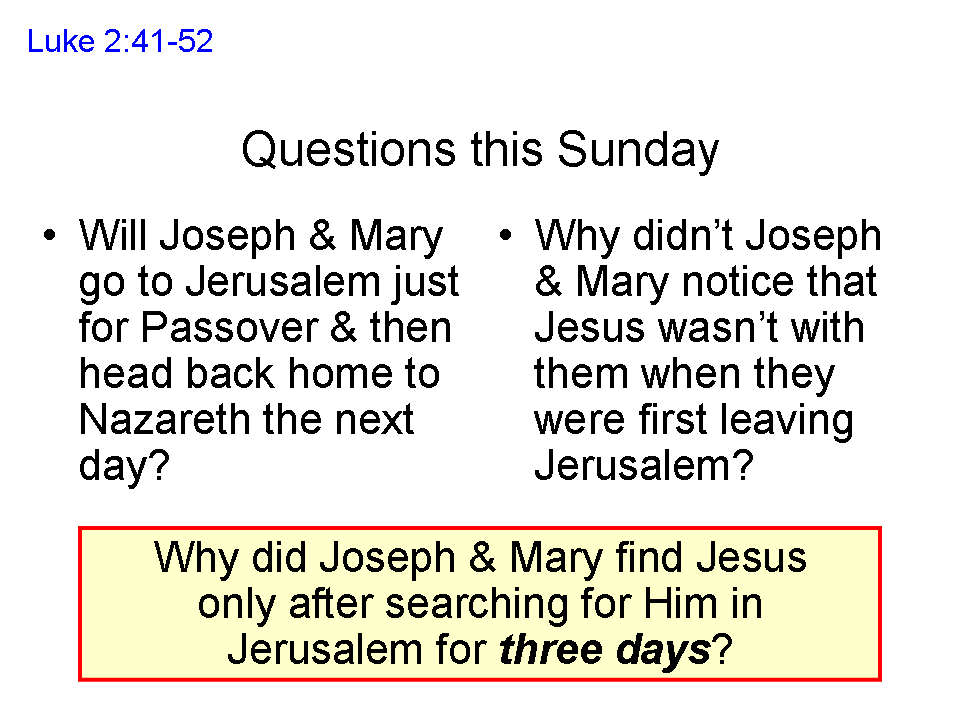 Luke 2:41-52
Questions this Sunday
• Will Joseph & Mary
go to Jerusalem just
for Passover & then
head back home to
Nazareth the next
day?
• Why didn’t Joseph
& Mary notice that
Jesus wasn’t with
them when they
were first leaving
Jerusalem?
Why did Joseph & Mary find Jesus
only after searching for Him in
Jerusalem for three days?